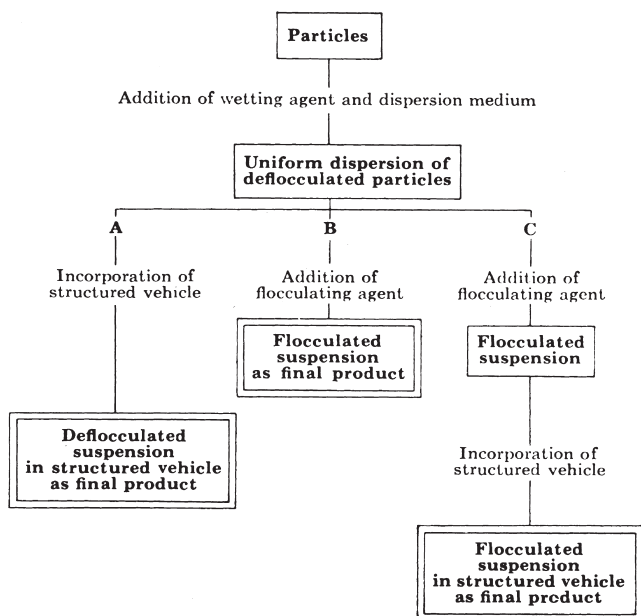 Particles
Addition of wetting agent and dispersion medium
Uniform dispersion of
deflocculated particles
A
B
C
Incorporation of
structured vehicle
Addition of
flocculating agent
Addition of
flocculating agent
Flocculated
suspension
as final product
Flocculated
suspension
Deflocculated
suspension
in structured vehicle
as final product
Incorporation of
structured vehicle
Flocculated
suspension
in structured vehicle
as final product